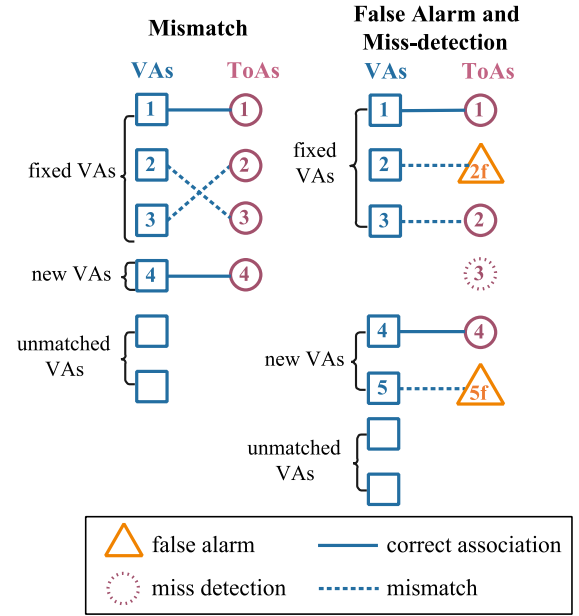 Mismatch
VAs ToAs
1 1
2 2
fixed VAs
3 3
new VAs 4 4
unmatched
VAs
False Alarm and
Miss-detection
VAs ToAs
1 1
fixed
VAs
2 2f
3 2
3
4 4
new VAs
5 5f
unmatched
VAs
false alarm correct association
miss detection mismatch